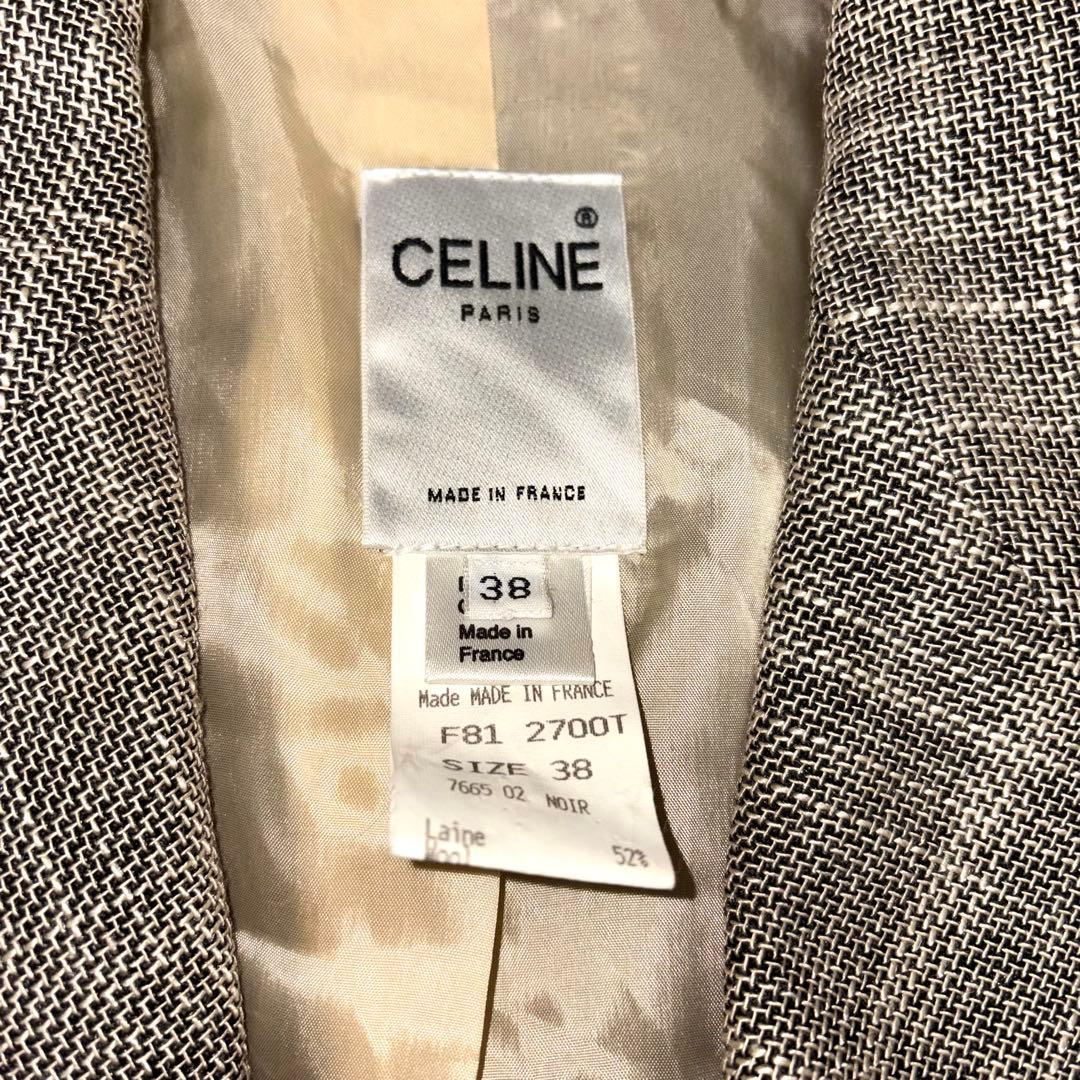 ®
CELINE
PARIS
MADE IN FRANCE
38
Made in
France
Made MADE IN FRANCE
F81 2700T
SIZE 38
7665 02 NOIR
Laine
Wool 52%